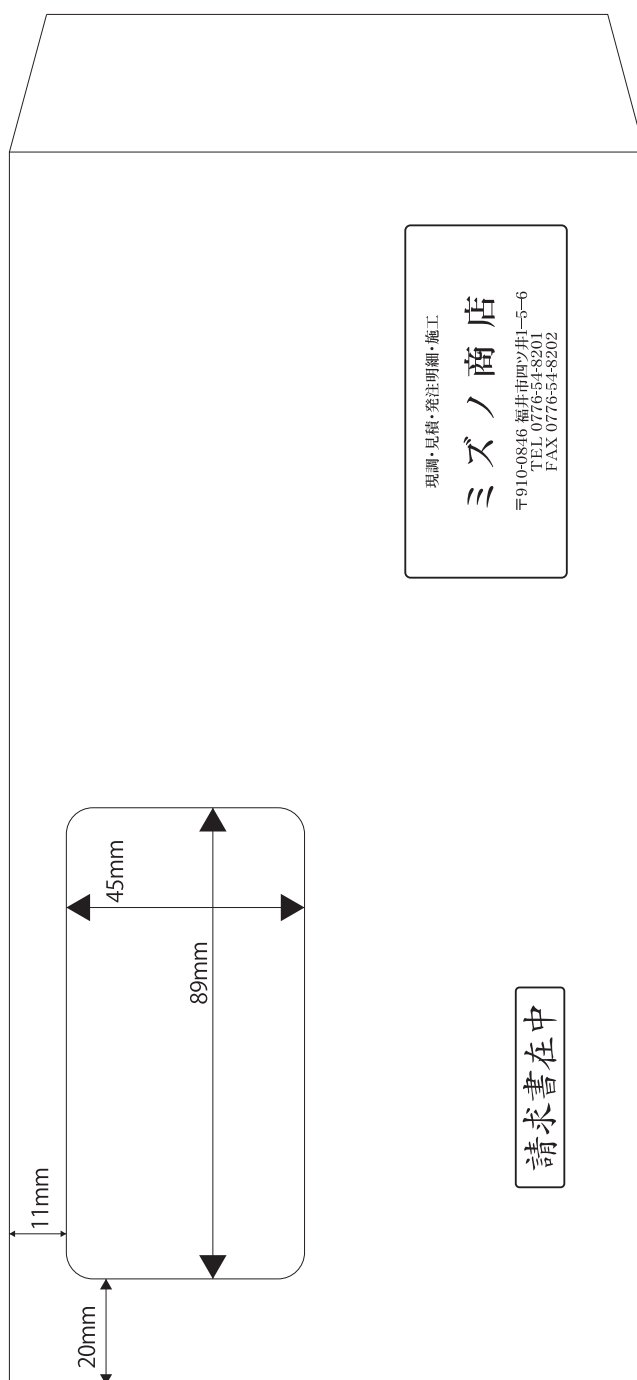 現調・見積・発注明細・施工
ミズノ商店
〒910-0846 福井市四ツ井1-5-6
TEL 0776-54-8201
FAX 0776-54-8202
45mm
89mm
11mm
20mm
請求書在中